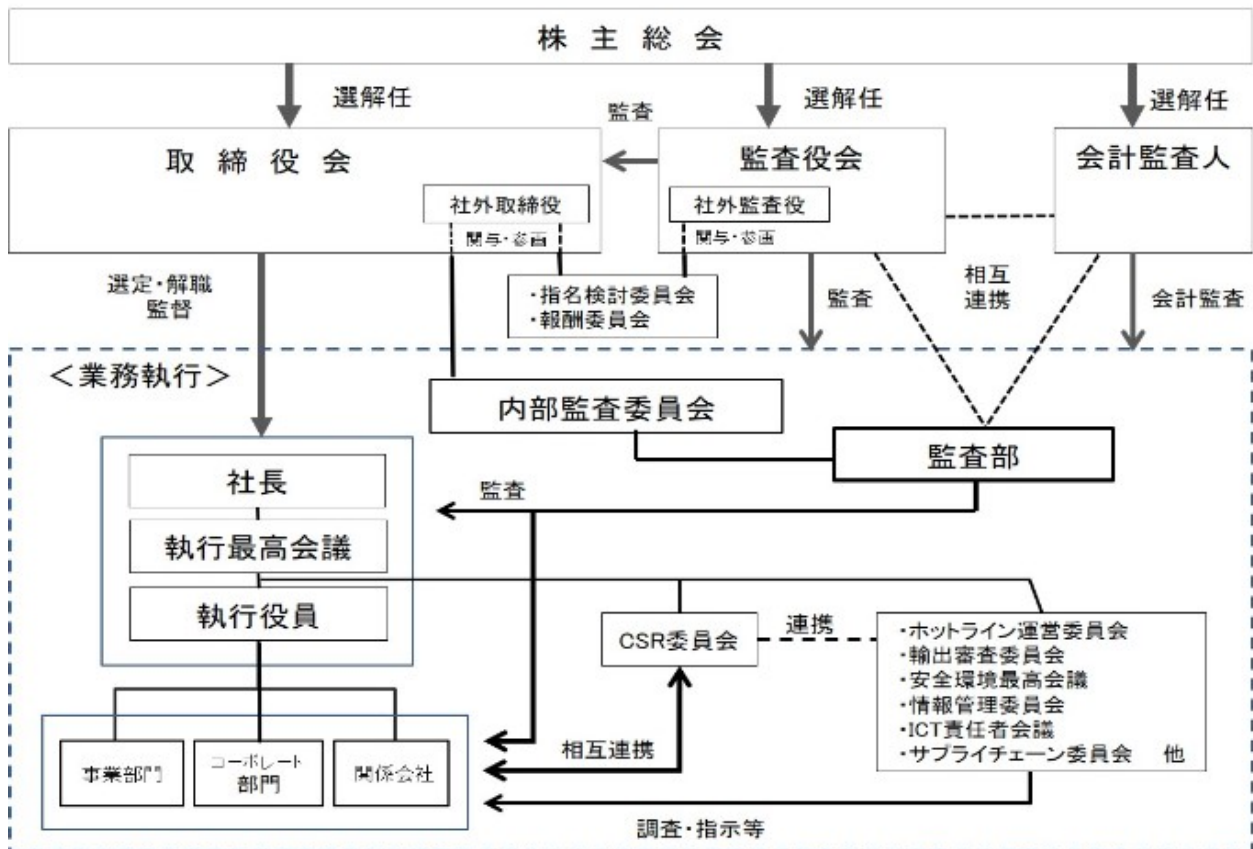 株主総会
選解任
選解任
選解任
監査
取締役会
監査役会
会計監査人
社外取締役
社外監査役
関与・参画
関与・参画
選定・解職
監督
・指名検討委員会
・報酬委員会
監査
相互
連携
会計監査
<業務執行>
内部監査委員会
監査部
社長
監査
執行最高会議
執行役員
CSR委員会
連携
・ホットライン運営委員会
・輸出審査委員会
・安全環境最高会議
・情報管理委員会
・ICT責任者会議
・サプライチェーン委員会 他
相互連携
事業部門
コーポレート
部門
関係会社
調査・指示等